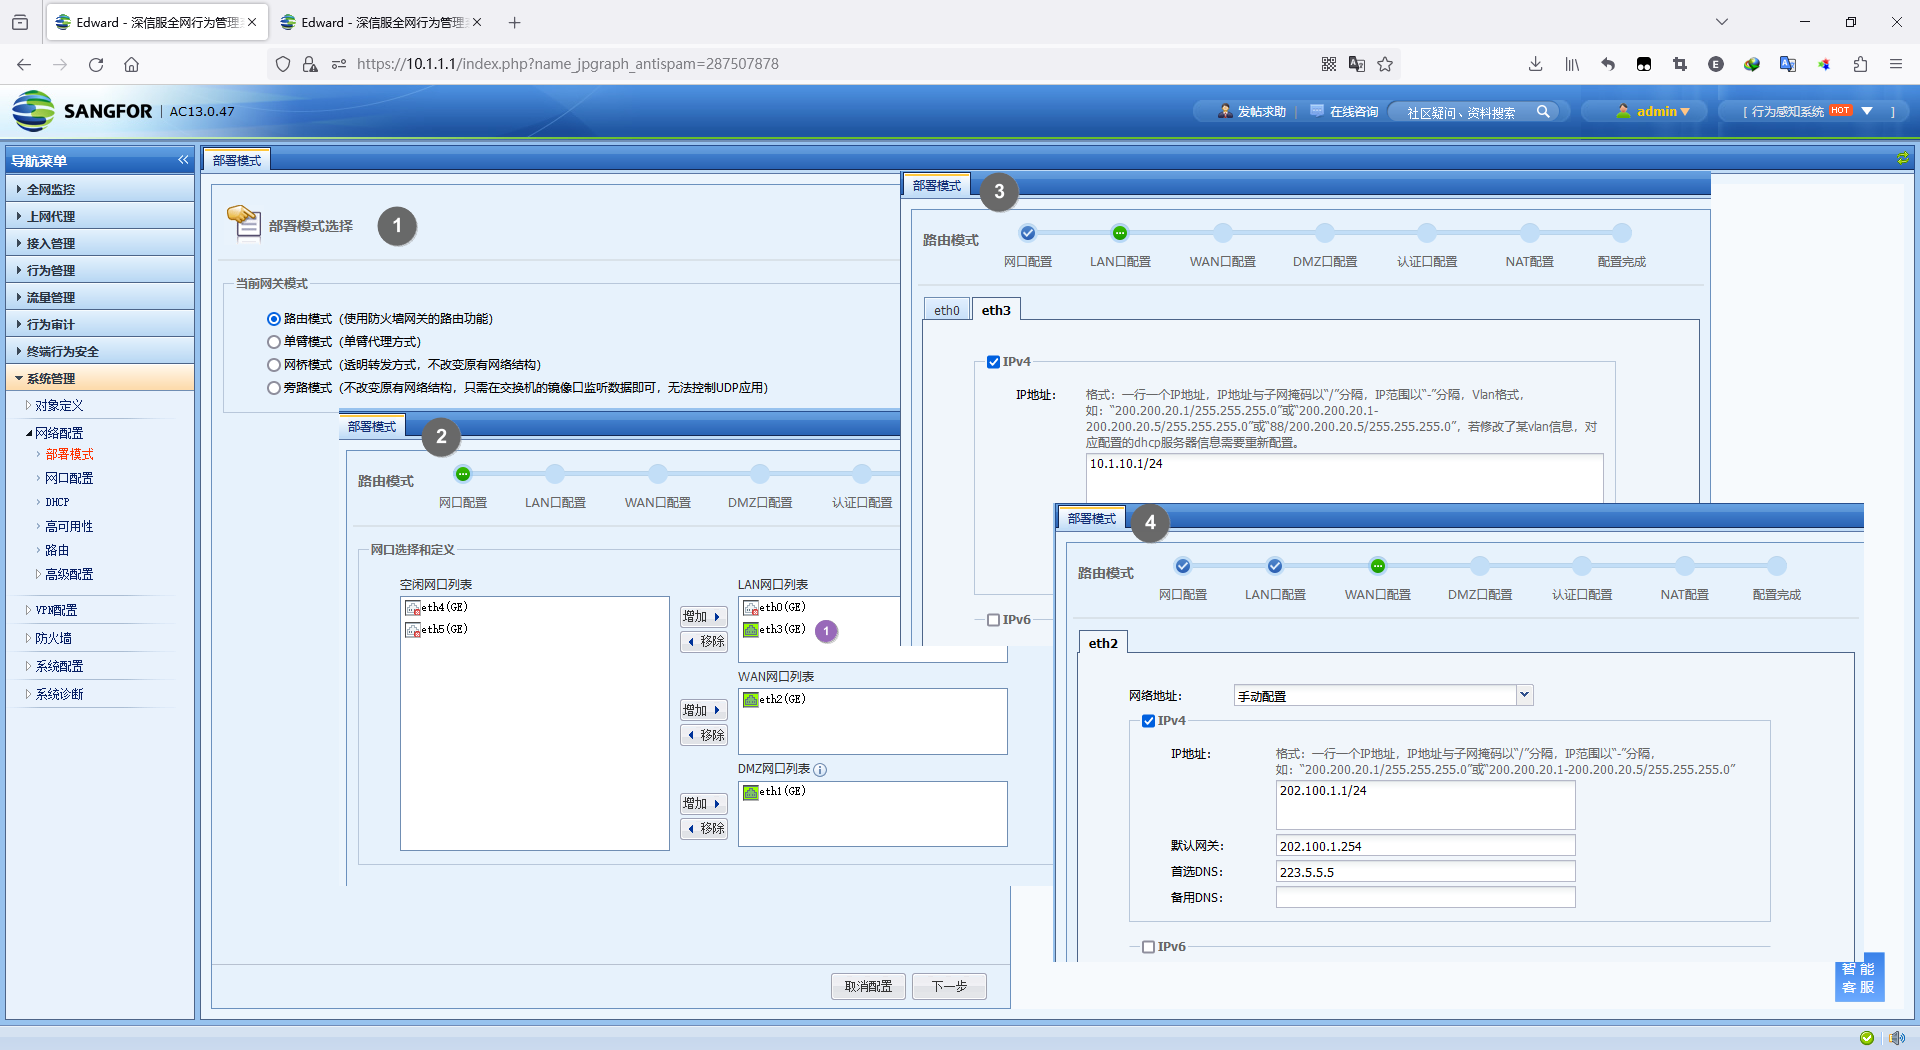 Edward - 深信服全网行为管理
Edward - 深信服全网行为管理
https://10.1.1.1/index.php?name_jpgraph_antispam=287507878
SANGFOR | AC13.0.47
发帖求助
在线咨询
社区疑问、资料搜索
admin
[ 行为感知系统 HOT ]
导航菜单
全网监控
上网代理
接入管理
行为管理
流量管理
行为审计
终端行为安全
系统管理
对象定义
网络配置
部署模式
网口配置
DHCP
高可用性
路由
高级配置
VPN配置
防火墙
系统配置
系统诊断
部署模式
部署模式选择
1
当前网关模式
路由模式（使用防火墙网关的路由功能）
单臂模式（单臂代理方式）
网桥模式（透明转发方式，不改变原有网络结构）
旁路模式（不改变原有网络结构，只需在交换机的镜像口监听数据即可，无法控制UDP应用）
部署模式
2
路由模式
网口配置
LAN口配置
WAN口配置
DMZ口配置
认证口配置
网口选择和定义
空闲网口列表
eth4(GE)
eth5(GE)
增加
移除
LAN网口列表
eth0(GE)
eth3(GE)
1
增加
移除
WAN网口列表
eth2(GE)
增加
移除
DMZ网口列表
eth1(GE)
取消配置
下一步
部署模式
3
路由模式
网口配置
LAN口配置
WAN口配置
DMZ口配置
认证口配置
NAT配置
配置完成
eth0
eth3
IPv4
IP地址：
格式：一行一个IP地址，IP地址与子网掩码以“/”分隔，IP范围以“-”分隔，Vlan格式，
如：“200.200.20.1/255.255.255.0”或“200.200.20.1-
200.200.20.5/255.255.255.0”或“88/200.200.20.5/255.255.255.0”，若修改了某vlan信息，对
应配置的dhcp服务器信息需要重新配置。
10.1.10.1/24
IPv6
部署模式
4
路由模式
网口配置
LAN口配置
WAN口配置
DMZ口配置
认证口配置
NAT配置
配置完成
eth2
网络地址：
手动配置
IPv4
IP地址：
格式：一行一个IP地址，IP地址与子网掩码以“/”分隔，IP范围以“-”分隔，
如：“200.200.20.1/255.255.255.0”或“200.200.20.1-200.200.20.5/255.255.255.0”
202.100.1.1/24
默认网关：
202.100.1.254
首选DNS：
223.5.5.5
备用DNS：
IPv6
智能
客服